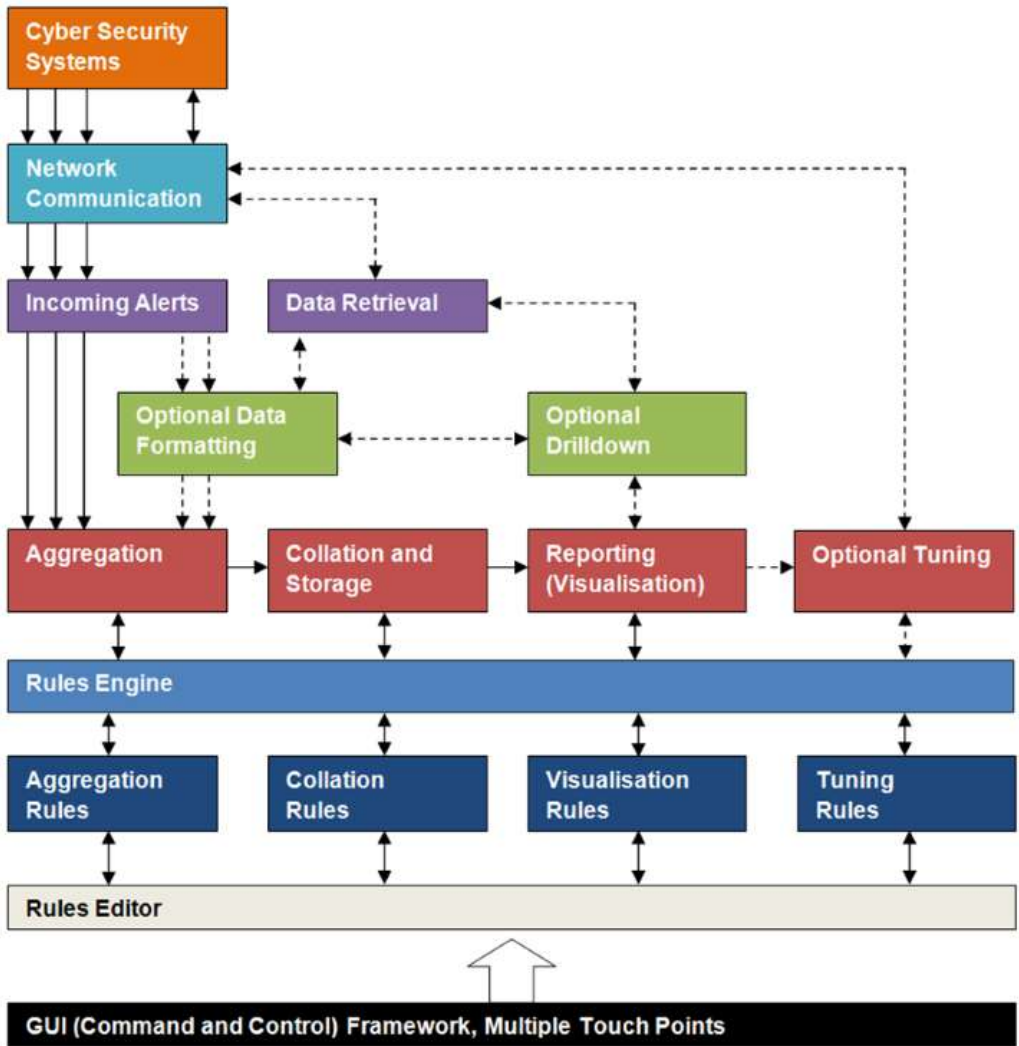 Cyber Security
Systems
Network
Communication
Incoming Alerts
Data Retrieval
Optional Data
Formatting
Optional
Drilldown
Aggregation
Collation and
Storage
Reporting
(Visualisation)
Optional Tuning
Rules Engine
Aggregation
Rules
Collation
Rules
Visualisation
Rules
Tuning
Rules
Rules Editor
GUI (Command and Control) Framework, Multiple Touch Points